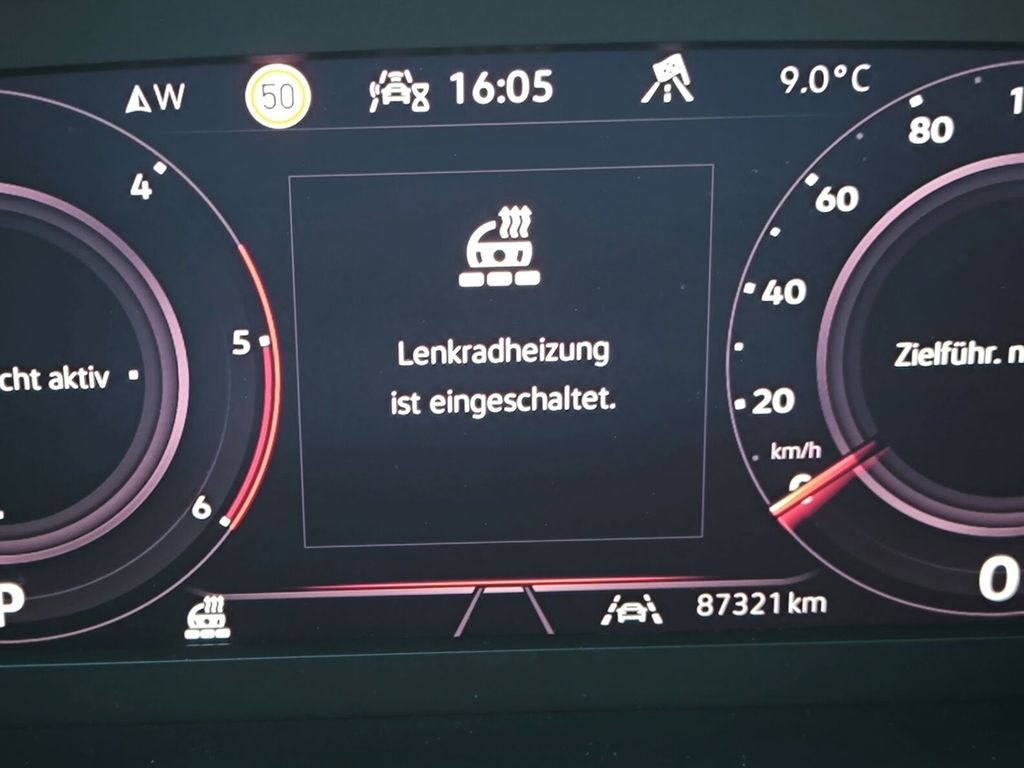 W 50 16:05 9.0°C
4
5
6
80
60
40
20
km/h
0
cht aktiv
Lenkradheizung
ist eingeschaltet.
Zielführ.
P
0
87321 km